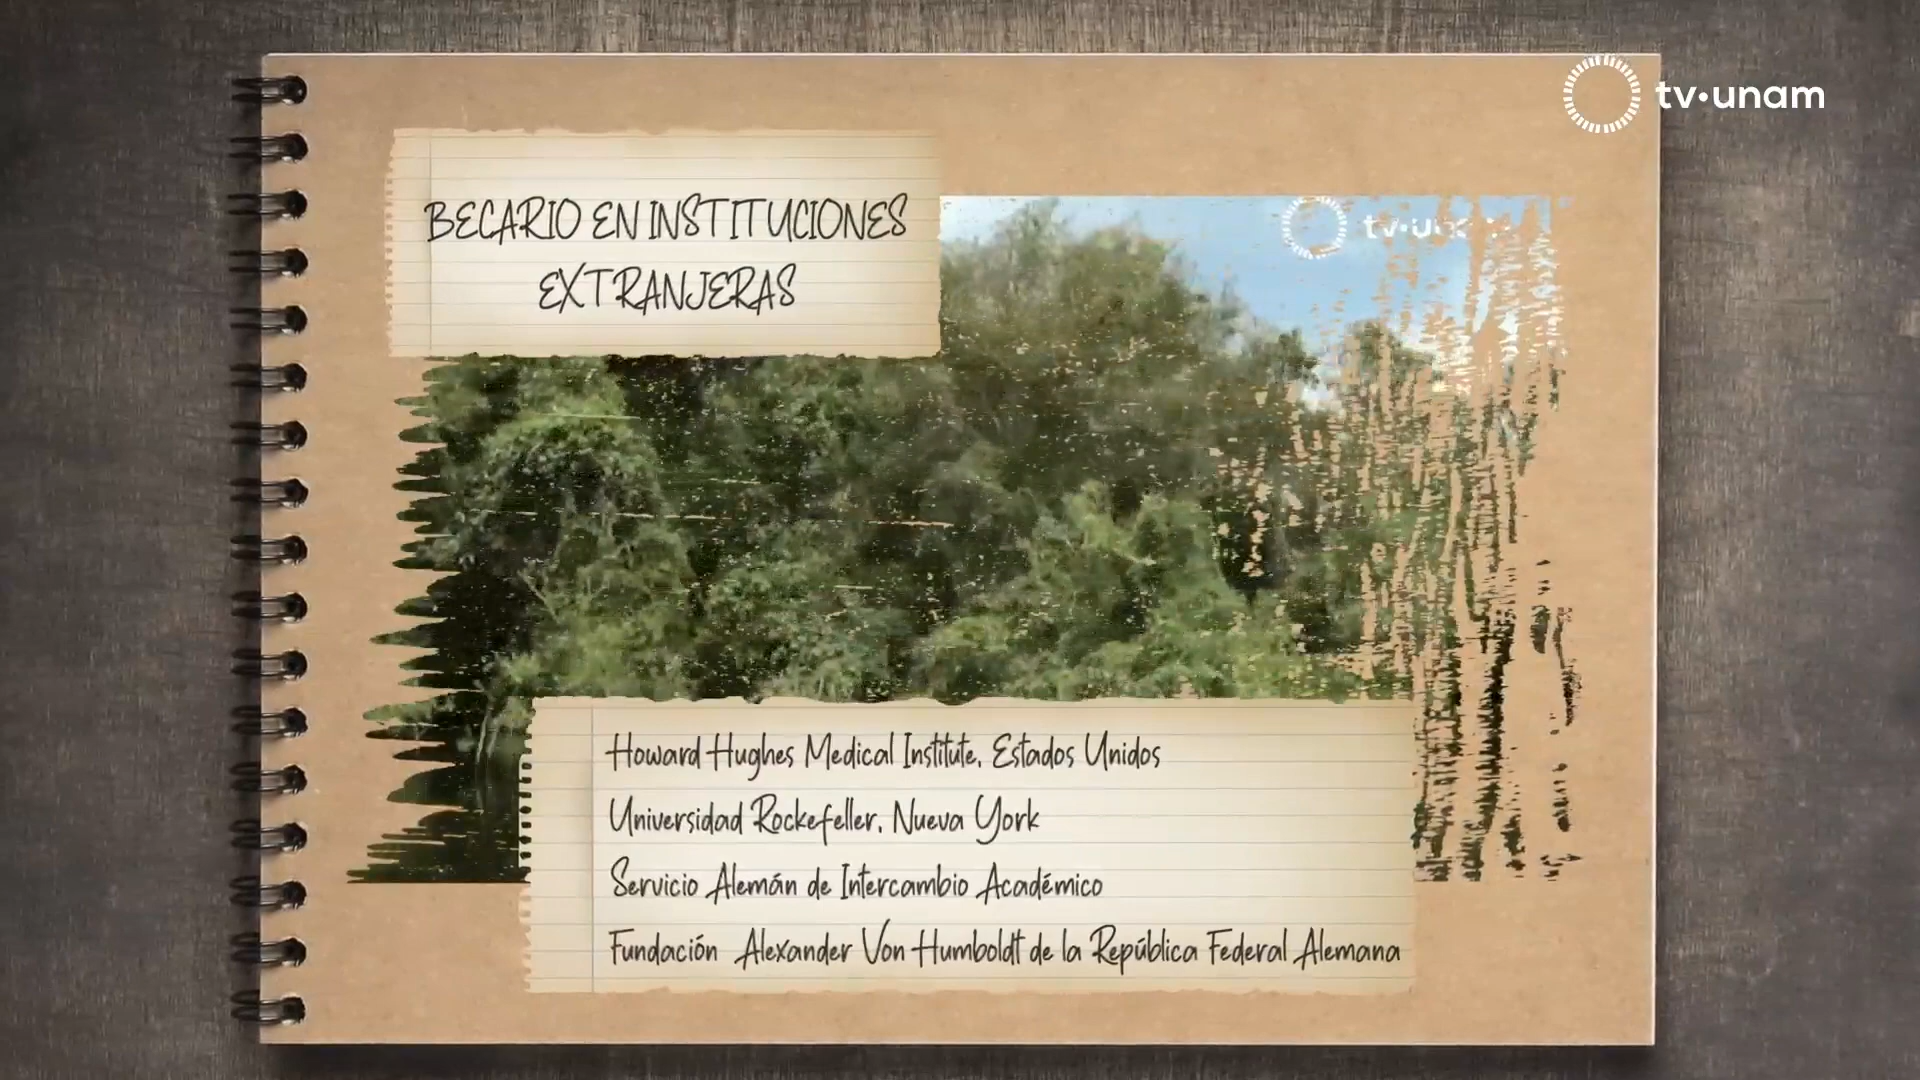 tv•unam
BECARIO EN INSTITUCIONES
EXTRANJERAS
Howard Hughes Medical Institute, Estados Unidos
Universidad Rockefeller, Nueva York
Servicio Alemán de Intercambio Académico
Fundación Alexander Von Humboldt de la República Federal Alemana